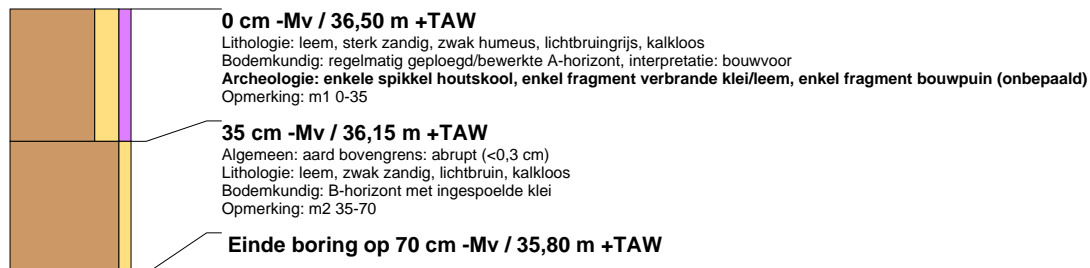 0 cm -Mv / 36,50 m +TAW
Lithologie: leem, sterk zandig, zwak humeus, lichtbruingrijs, kalkloos
Bodemkundig: regelmatig geploegd/bewerkte A-horizont, interpretatie: bouwvoor
Archeologie: enkele spikkel houtskool, enkel fragment verbrande klei/leem, enkel fragment bouwpuin (onbepaald)
Opmerking: m1 0-35
35 cm -Mv / 36,15 m +TAW
Algemeen: aard bovengrens: abrupt (<0,3 cm)
Lithologie: leem, zwak zandig, lichtbruin, kalkloos
Bodemkundig: B-horizont met ingespoelde klei
Opmerking: m2 35-70
Einde boring op 70 cm -Mv / 35,80 m +TAW